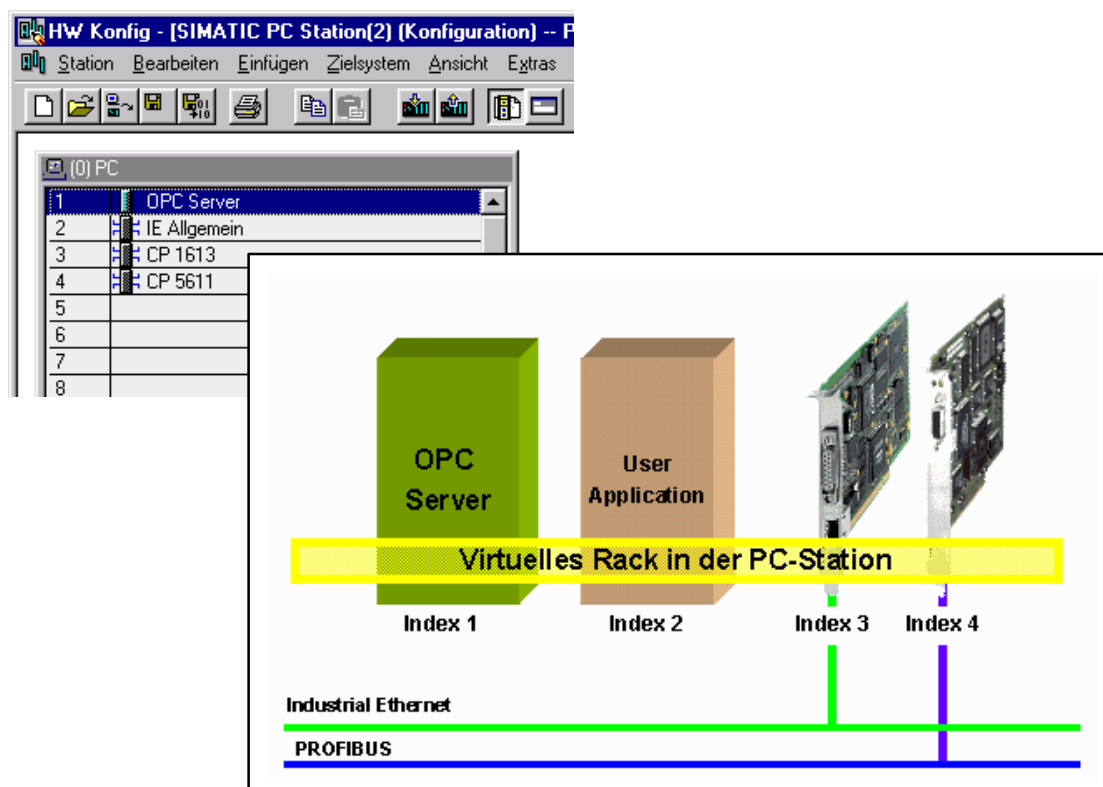 HW Konfig - [SIMATIC PC Station(2) (Konfiguration) -- P
Station Bearbeiten Einfügen Zielsystem Ansicht Extras
(0) PC
1 OPC Server
2 IE Allgemein
3 CP 1613
4 CP 5611
5
6
7
8
OPC
Server
User
Application
Virtuelles Rack in der PC-Station
Index 1 Index 2 Index 3 Index 4
Industrial Ethernet
PROFIBUS